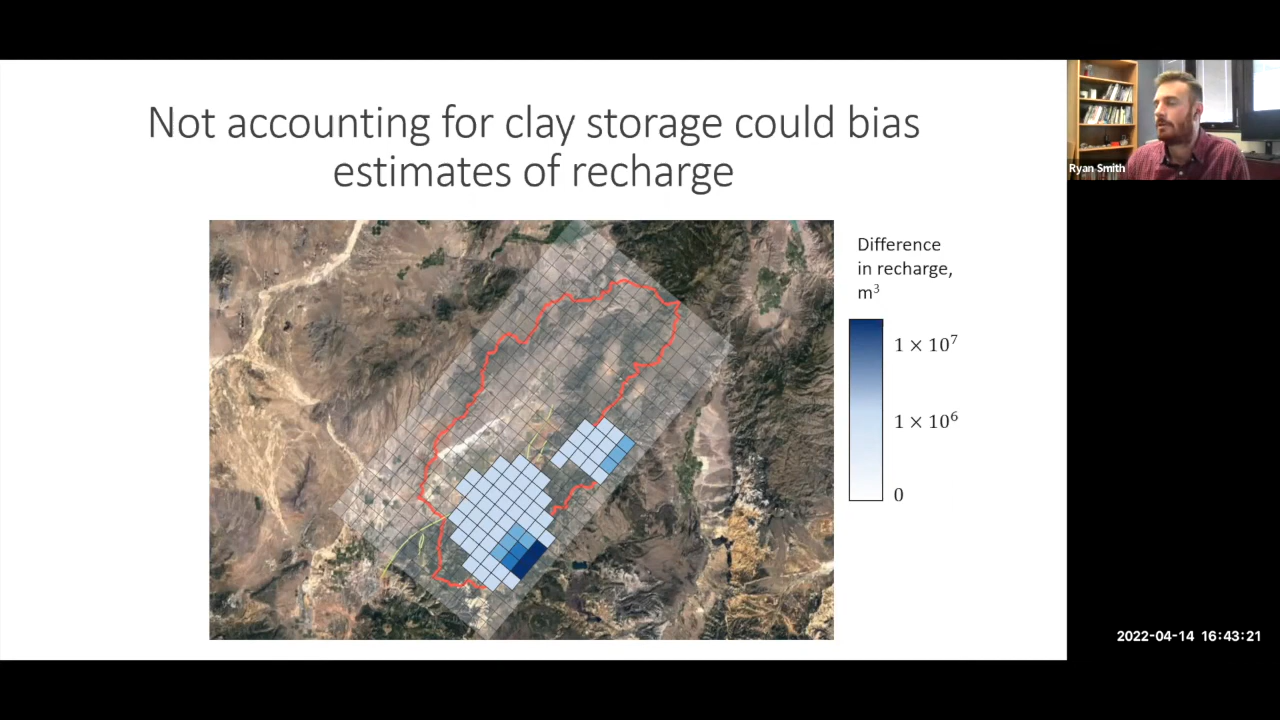 Not accounting for clay storage could bias
estimates of recharge
Ryan Smith
Difference
in recharge,
m³
1 × 10⁷
1 × 10⁶
0
2022-04-14 16:43:21